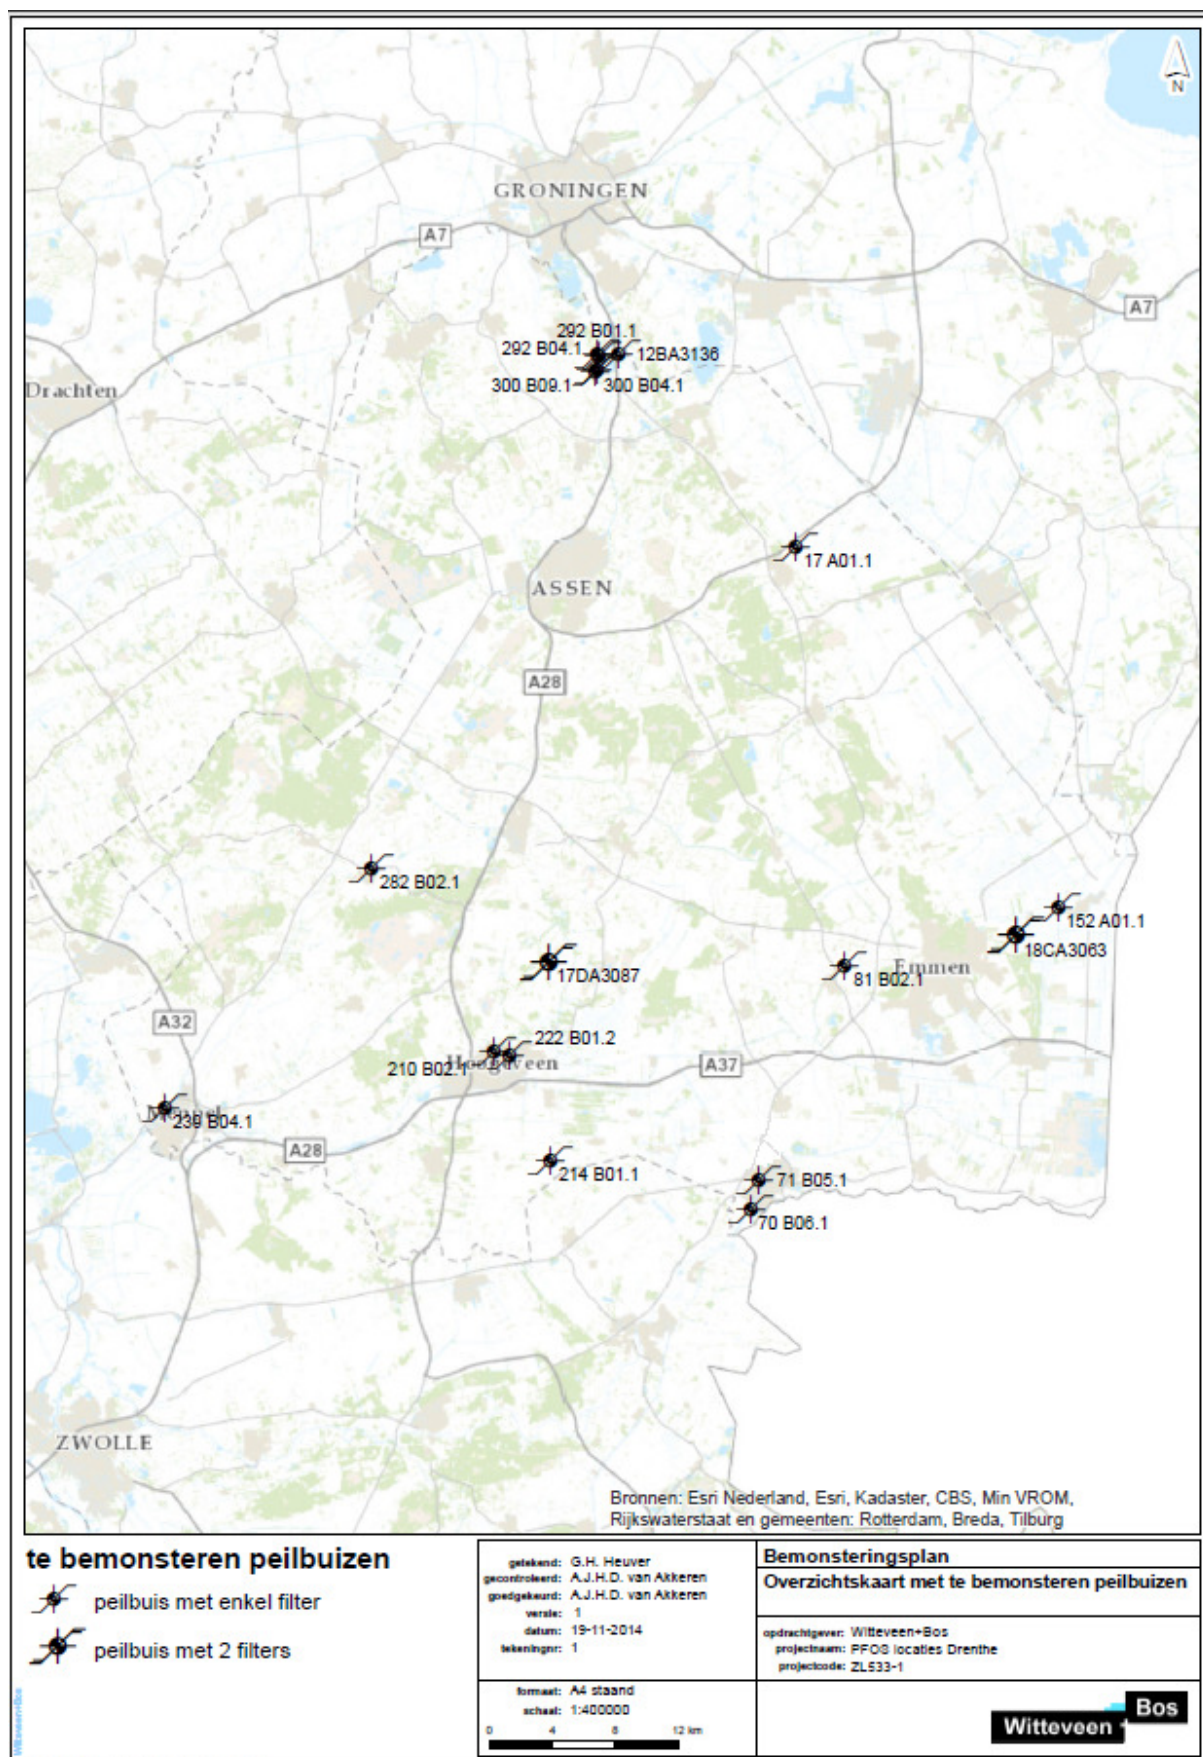 N
GRONINGEN
A7
A7
292 B01.1
292 B04.1
12BA3136
300 B09.1
300 B04.1
Drachten
17 A01.1
ASSEN
A28
282 B02.1
152 A01.1
18CA3063
Emmen
17DA3087
81 B02.1
A32
222 B01.2
210 B02.1
Hoogeveen
A37
Meppel
239 B04.1
A28
214 B01.1
71 B05.1
70 B06.1
ZWOLLE
Bronnen: Esri Nederland, Esri, Kadaster, CBS, Min VROM,
Rijkswaterstaat en gemeenten: Rotterdam, Breda, Tilburg
te bemonsteren peilbuizen
peilbuis met enkel filter
peilbuis met 2 filters
Witteveen+Bos
getekend: G.H. Heuver
gecontroleerd: A.J.H.D. van Akkeren
goedgekeurd: A.J.H.D. van Akkeren
versie: 1
datum: 19-11-2014
tekeningnr: 1
formaat: A4 staand
schaal: 1:400000
0 4 8 12 km
Bemonsteringsplan
Overzichtskaart met te bemonsteren peilbuizen
opdrachtgever: Witteveen+Bos
projectnaam: PFOS locaties Drenthe
projectcode: ZL533-1
Witteveen + Bos